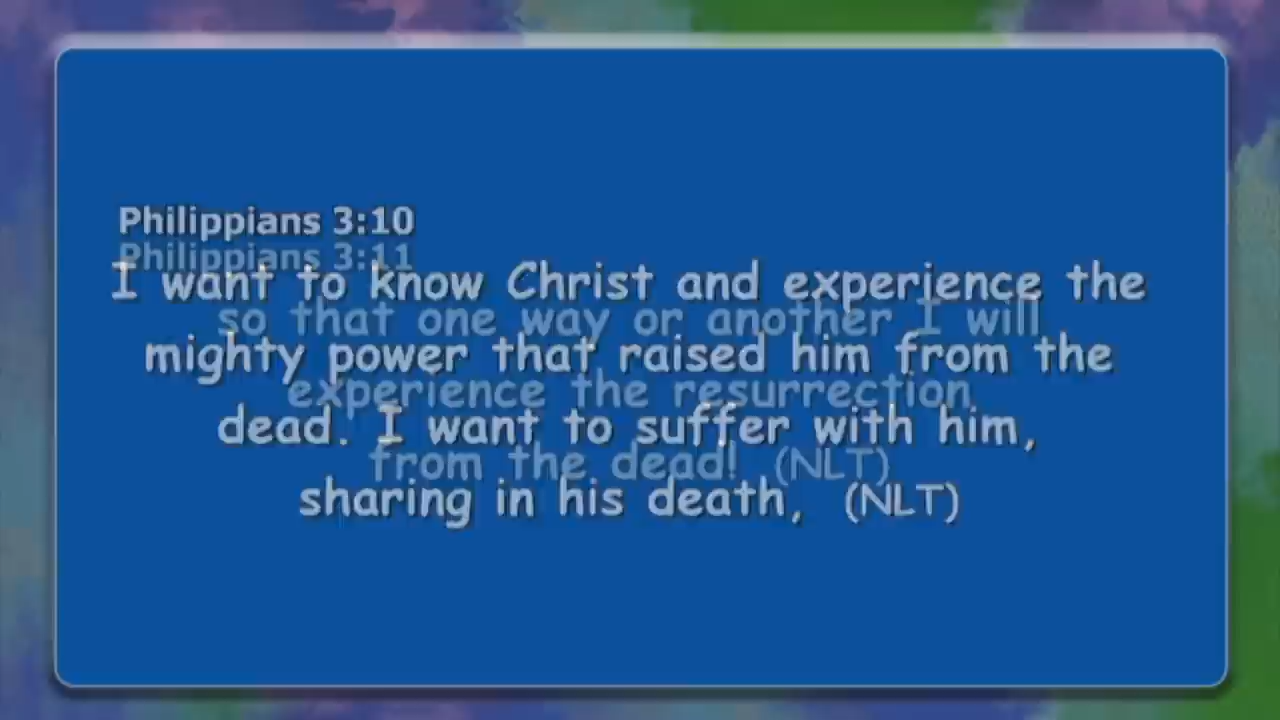 Philippians 3:10
I want to know Christ and experience the
mighty power that raised him from the
dead. I want to suffer with him,
sharing in his death, (NLT)
Philippians 3:11
so that one way or another I will
experience the resurrection
from the dead! (NLT)